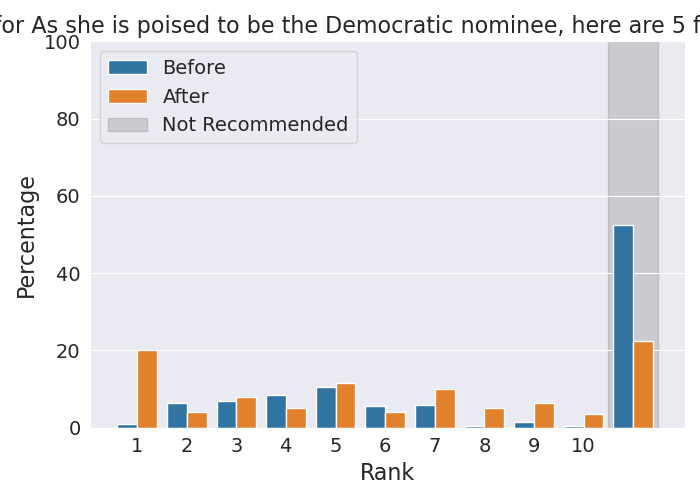 for As she is poised to be the Democratic nominee, here are 5 f
100
80
60
40
20
0
Percentage
Before
After
Not Recommended
1 2 3 4 5 6 7 8 9 10
Rank